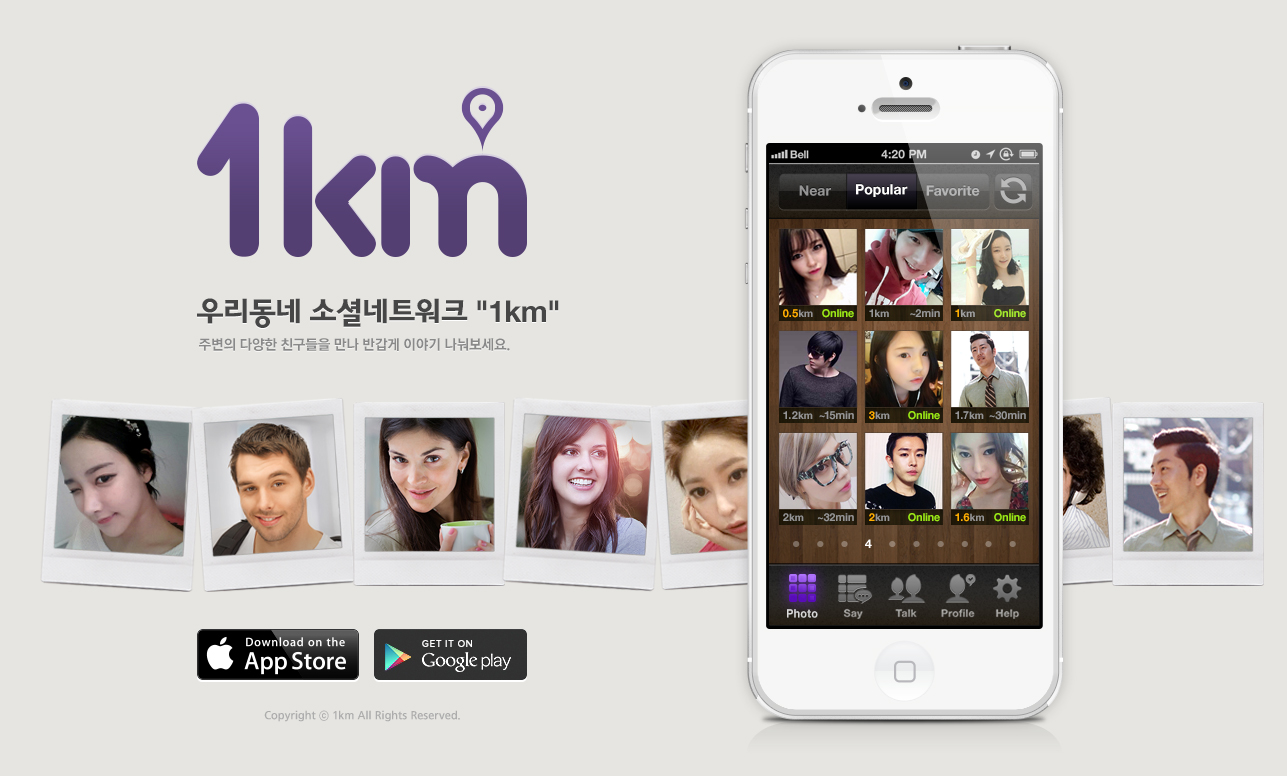 1km
우리동네 소셜네트워크 "1km"
주변의 다양한 친구들을 만나 반갑게 이야기 나눠보세요.
Download on the
App Store
GET IT ON
Google play
Copyright ⓒ 1km All Rights Reserved.
Bell 4:20 PM
Near Popular Favorite
0.5km Online 1km ~2min 1km Online
1.2km ~15min 3km Online 1.7km ~30min
2km ~32min 2km Online 1.6km Online
4
Photo Say Talk Profile Help